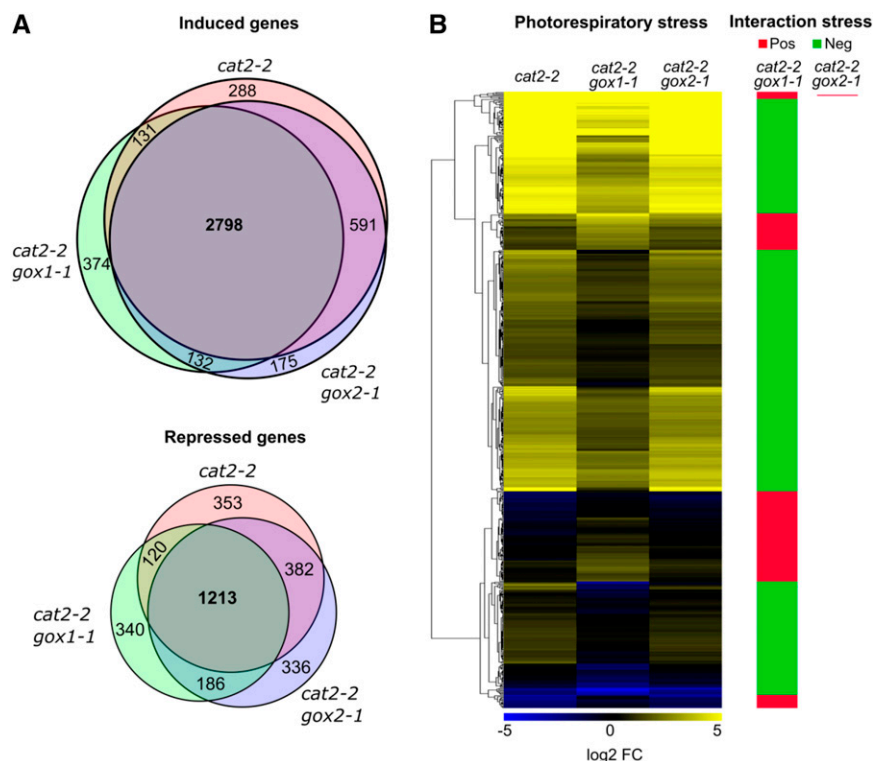 A
Induced genes
cat2-2
288
131
2798
591
cat2-2
gox1-1
374
132
175
cat2-2
gox2-1
Repressed genes
cat2-2
353
120
382
1213
cat2-2
gox1-1
340
186
336
cat2-2
gox2-1
B
Photorespiratory stress
Interaction stress
Pos Neg
cat2-2
cat2-2
gox1-1
cat2-2
gox2-1
cat2-2
gox1-1
cat2-2
gox2-1
-5 0 5
log2 FC